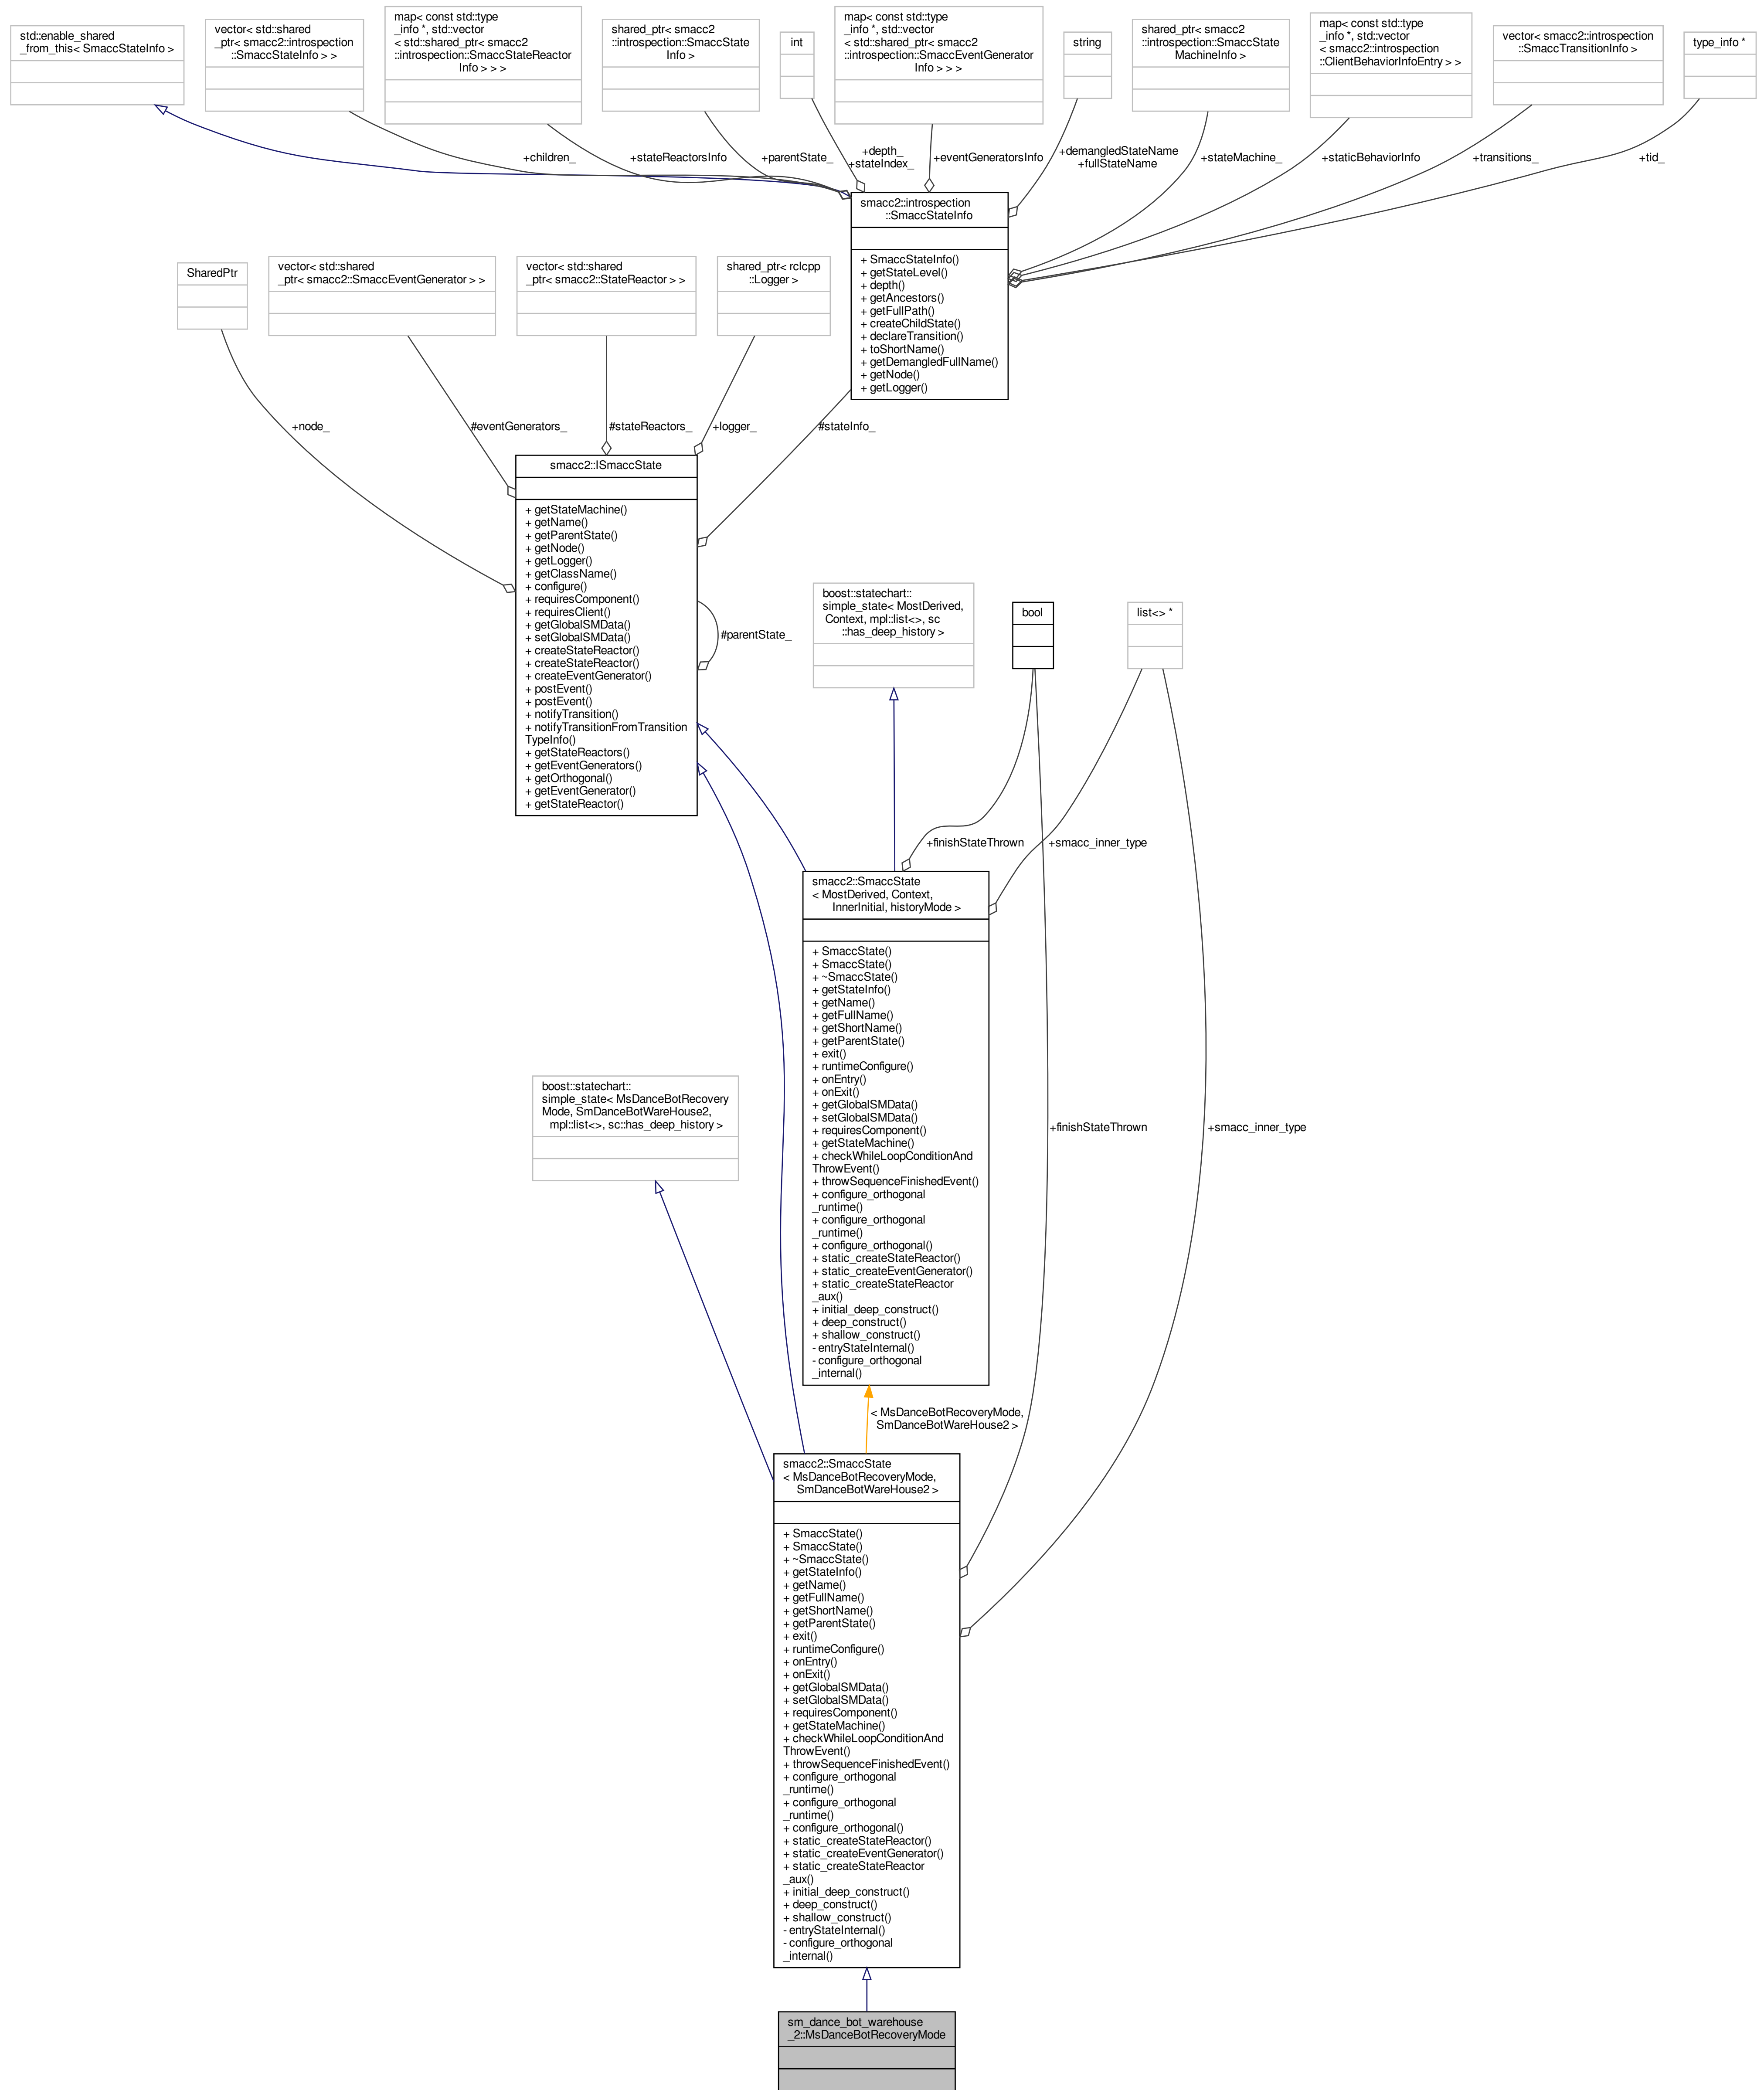 std::enable_shared
_from_this< SmaccStateInfo >
vector< std::shared
_ptr< smacc2::introspection
::SmaccStateInfo > >
map< const std::type
_info *, std::vector
< std::shared_ptr< smacc2
::introspection::SmaccStateReactor
Info > > >
shared_ptr< smacc2
::introspection::SmaccState
Info >
int
map< const std::type
_info *, std::vector
< std::shared_ptr< smacc2
::introspection::SmaccEventGenerator
Info > > >
string
shared_ptr< smacc2
::introspection::SmaccState
MachineInfo >
map< const std::type
_info *, std::vector
< smacc2::introspection
::ClientBehaviorInfoEntry > >
vector< smacc2::introspection
::SmaccTransitionInfo >
type_info *
+children_
+stateReactorsInfo
+parentState_
+depth_
+stateIndex_
+eventGeneratorsInfo
+demangledStateName
+fullStateName
+stateMachine_
+staticBehaviorInfo
+transitions_
+tid_
smacc2::introspection
::SmaccStateInfo
+ SmaccStateInfo()
+ getStateLevel()
+ depth()
+ getAncestors()
+ getFullPath()
+ createChildState()
+ declareTransition()
+ toShortName()
+ getDemangledFullName()
+ getNode()
+ getLogger()
SharedPtr
vector< std::shared
_ptr< smacc2::SmaccEventGenerator > >
vector< std::shared
_ptr< smacc2::StateReactor > >
shared_ptr< rclcpp
::Logger >
+node_
#eventGenerators_
#stateReactors_
+logger_
#stateInfo_
smacc2::ISmaccState
+ getStateMachine()
+ getName()
+ getParentState()
+ getNode()
+ getLogger()
+ getClassName()
+ configure()
+ requiresComponent()
+ requiresClient()
+ getGlobalSMData()
+ setGlobalSMData()
+ createStateReactor()
+ createStateReactor()
+ createEventGenerator()
+ postEvent()
+ postEvent()
+ notifyTransition()
+ notifyTransitionFromTransition
TypeInfo()
+ getStateReactors()
+ getEventGenerators()
+ getOrthogonal()
+ getEventGenerator()
+ getStateReactor()
#parentState_
boost::statechart::
simple_state< MostDerived,
Context, mpl::list<>, sc
::has_deep_history >
bool
list<> *
+finishStateThrown
+smacc_inner_type
smacc2::SmaccState
< MostDerived, Context,
InnerInitial, historyMode >
+ SmaccState()
+ SmaccState()
+ ~SmaccState()
+ getStateInfo()
+ getName()
+ getFullName()
+ getShortName()
+ getParentState()
+ exit()
+ runtimeConfigure()
+ onEntry()
+ onExit()
+ getGlobalSMData()
+ setGlobalSMData()
+ requiresComponent()
+ getStateMachine()
+ checkWhileLoopConditionAnd
ThrowEvent()
+ throwSequenceFinishedEvent()
+ configure_orthogonal
_runtime()
+ configure_orthogonal
_runtime()
+ configure_orthogonal()
+ static_createStateReactor()
+ static_createEventGenerator()
+ static_createStateReactor
_aux()
+ initial_deep_construct()
+ deep_construct()
+ shallow_construct()
- entryStateInternal()
- configure_orthogonal
_internal()
boost::statechart::
simple_state< MsDanceBotRecovery
Mode, SmDanceBotWareHouse2,
mpl::list<>, sc::has_deep_history >
+finishStateThrown
+smacc_inner_type
< MsDanceBotRecoveryMode,
SmDanceBotWareHouse2 >
smacc2::SmaccState
< MsDanceBotRecoveryMode,
SmDanceBotWareHouse2 >
+ SmaccState()
+ SmaccState()
+ ~SmaccState()
+ getStateInfo()
+ getName()
+ getFullName()
+ getShortName()
+ getParentState()
+ exit()
+ runtimeConfigure()
+ onEntry()
+ onExit()
+ getGlobalSMData()
+ setGlobalSMData()
+ requiresComponent()
+ getStateMachine()
+ checkWhileLoopConditionAnd
ThrowEvent()
+ throwSequenceFinishedEvent()
+ configure_orthogonal
_runtime()
+ configure_orthogonal
_runtime()
+ configure_orthogonal()
+ static_createStateReactor()
+ static_createEventGenerator()
+ static_createStateReactor
_aux()
+ initial_deep_construct()
+ deep_construct()
+ shallow_construct()
- entryStateInternal()
- configure_orthogonal
_internal()
sm_dance_bot_warehouse
_2::MsDanceBotRecoveryMode